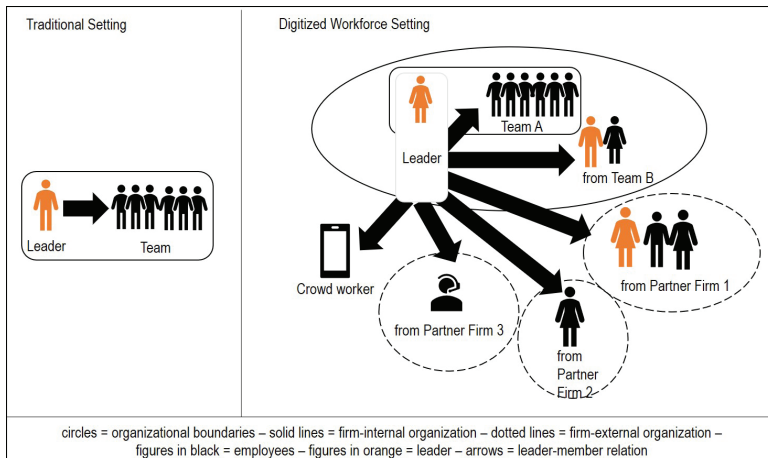 Traditional Setting
Leader
Team
Digitized Workforce Setting
Team A
Leader
from Team B
from Partner Firm 1
Crowd worker
from Partner Firm 3
from
Partner
Firm 2
circles = organizational boundaries – solid lines = firm-internal organization – dotted lines = firm-external organization –
figures in black = employees – figures in orange = leader – arrows = leader-member relation